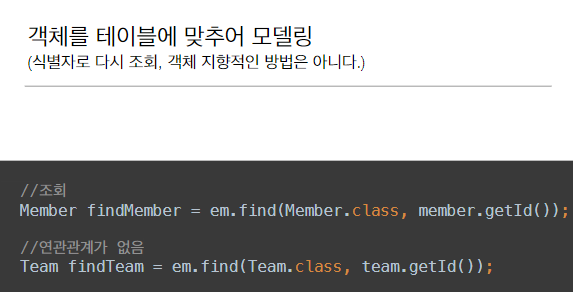 객체를 테이블에 맞추어 모델링
(식별자로 다시 조회, 객체 지향적인 방법은 아니다.)
//조회
Member findMember = em.find(Member.class, member.getId());
//연관관계가 없음
Team findTeam = em.find(Team.class, team.getId());